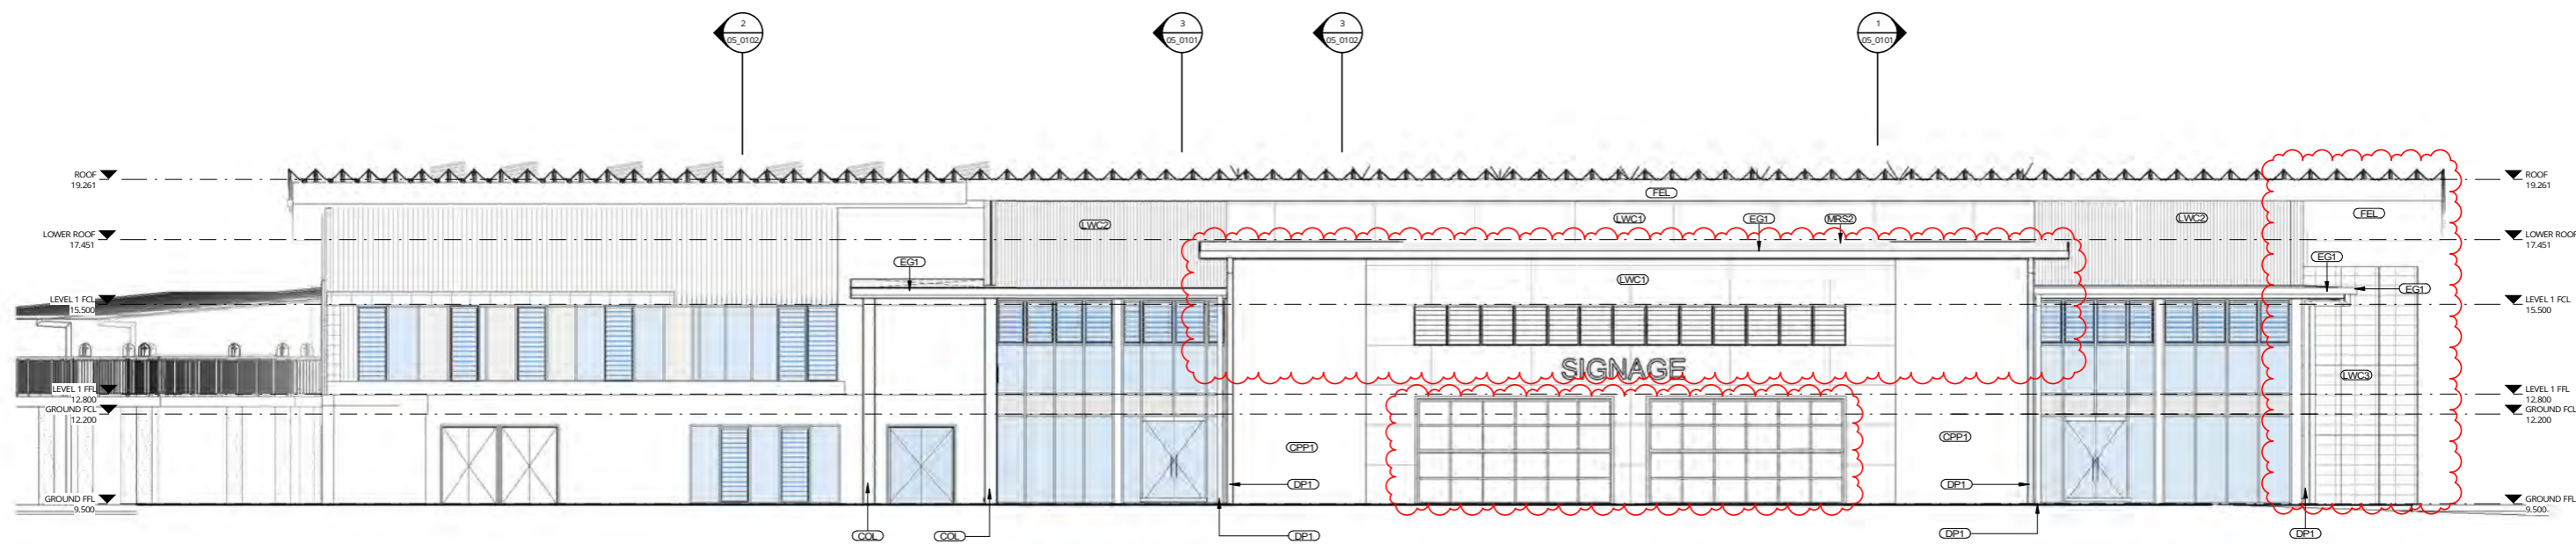 2
05_0102
3
05_0101
3
05_0102
1
05_0101
ROOF
19.261
ROOF
19.261
FEL
LWC2
LWC1
EG1
MRS2
LWC2
FEL
LOWER ROOF
17.451
LOWER ROOF
17.451
EG1
LWC1
EG1
EG1
LEVEL 1 FCL
15.500
LEVEL 1 FCL
15.500
SIGNAGE
LWC3
LEVEL 1 FFL
12.800
LEVEL 1 FFL
12.800
GROUND FCL
12.200
GROUND FCL
12.200
CPP1
CPP1
DP1
DP1
GROUND FFL
9.500
GROUND FFL
9.500
COL
COL
DP1
DP1
DP1